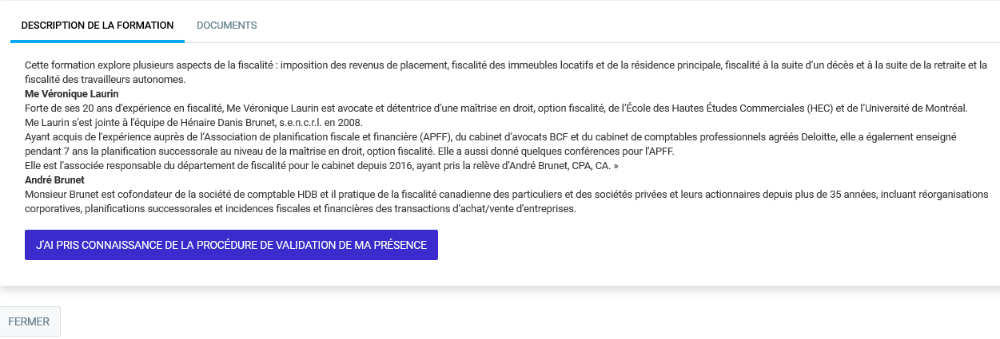 DESCRIPTION DE LA FORMATION DOCUMENTS
Cette formation explore plusieurs aspects de la fiscalité : imposition des revenus de placement, fiscalité des immeubles locatifs et de la résidence principale, fiscalité à la suite d'un décès et à la suite de la retraite et la
fiscalité des travailleurs autonomes.
Me Véronique Laurin
Forte de ses 20 ans d'expérience en fiscalité, Me Véronique Laurin est avocate et détentrice d'une maîtrise en droit, option fiscalité, de l'École des Hautes Études Commerciales (HEC) et de l'Université de Montréal.
Me Laurin s'est jointe à l'équipe de Hénaire Danis Brunet, s.e.n.c.r.l. en 2008.
Ayant acquis de l'expérience auprès de l'Association de planification fiscale et financière (APFF), du cabinet d'avocats BCF et du cabinet de comptables professionnels agréés Deloitte, elle a également enseigné
pendant 7 ans la planification successorale au niveau de la maîtrise en droit, option fiscalité. Elle a aussi donné quelques conférences pour l'APFF.
Elle est l'associée responsable du département de fiscalité pour le cabinet depuis 2016, ayant pris la relève d'André Brunet, CPA, CA. »
André Brunet
Monsieur Brunet est cofondateur de la société de comptable HDB et il pratique de la fiscalité canadienne des particuliers et des sociétés privées et leurs actionnaires depuis plus de 35 années, incluant réorganisations
corporatives, planifications successorales et incidences fiscales et financières des transactions d'achat/vente d'entreprises.
J'AI PRIS CONNAISSANCE DE LA PROCÉDURE DE VALIDATION DE MA PRÉSENCE
FERMER